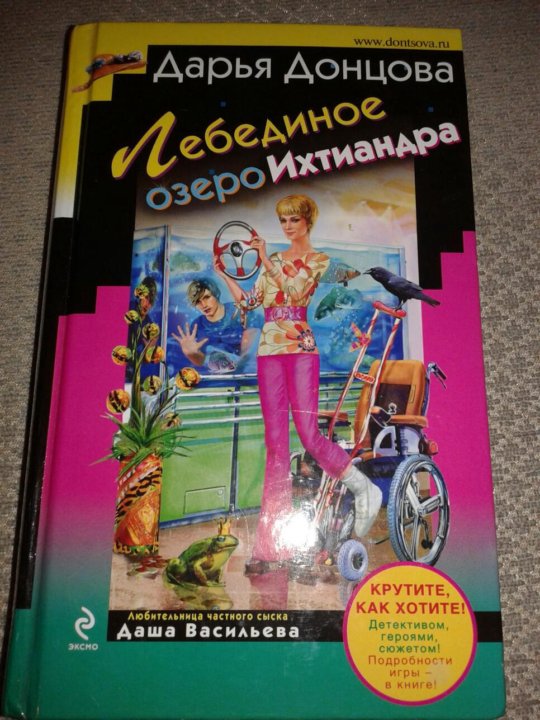 www.dontsova.ru
Дарья Донцова
Лебединое
озеро Ихтиандра
Любительница частного сыска
Даша Васильева
ЭКСМО
КРУТИТЕ,
КАК ХОТИТЕ!
Детективом,
героями,
сюжетом!
Подробности
игры –
в книге!